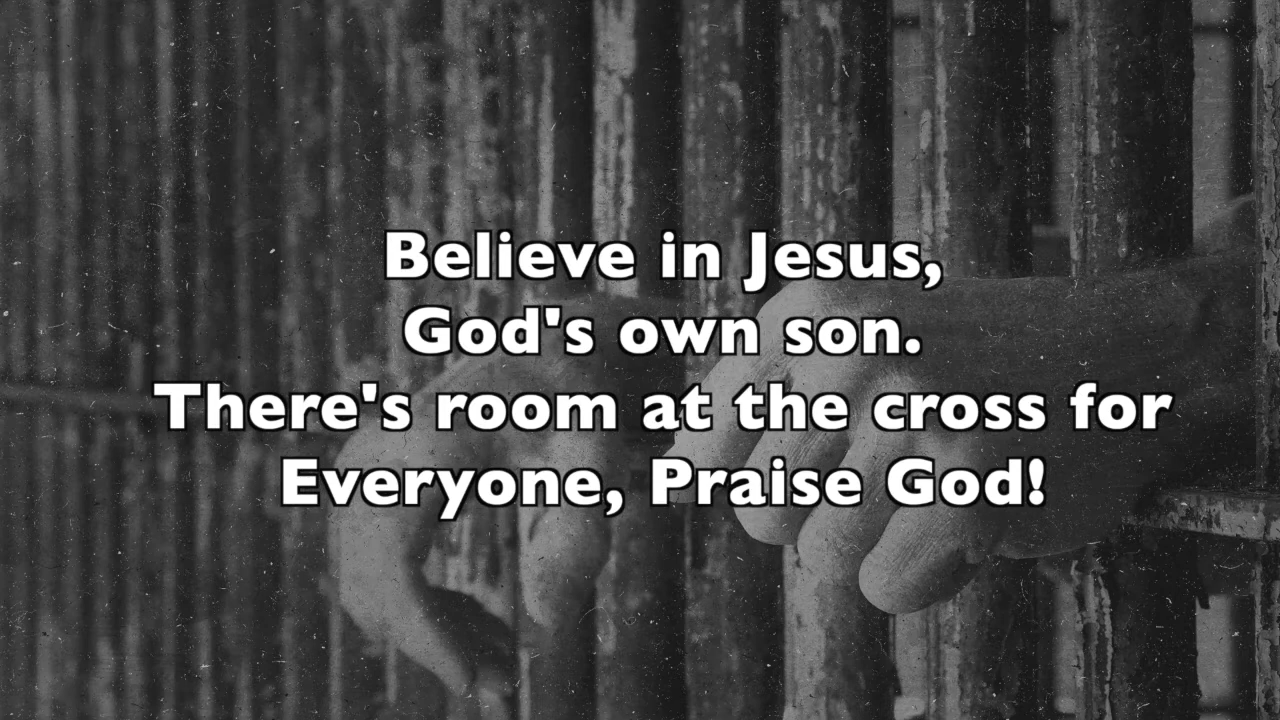 Believe in Jesus,
God's own son.
There's room at the cross for
Everyone, Praise God!